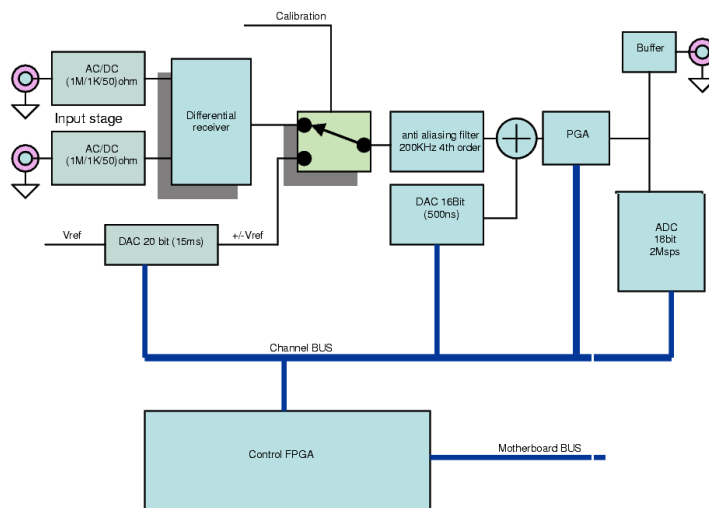 Calibration
Buffer
AC/DC
(1M/1K/50)ohm
Input stage
Differential
receiver
anti aliasing filter
200KHz 4th order
PGA
AC/DC
(1M/1K/50)ohm
DAC 16Bit
(500ns)
ADC
18bit
2Msps
Vref
DAC 20 bit (15ms)
+/-Vref
Channel BUS
Control FPGA
Motherboard BUS